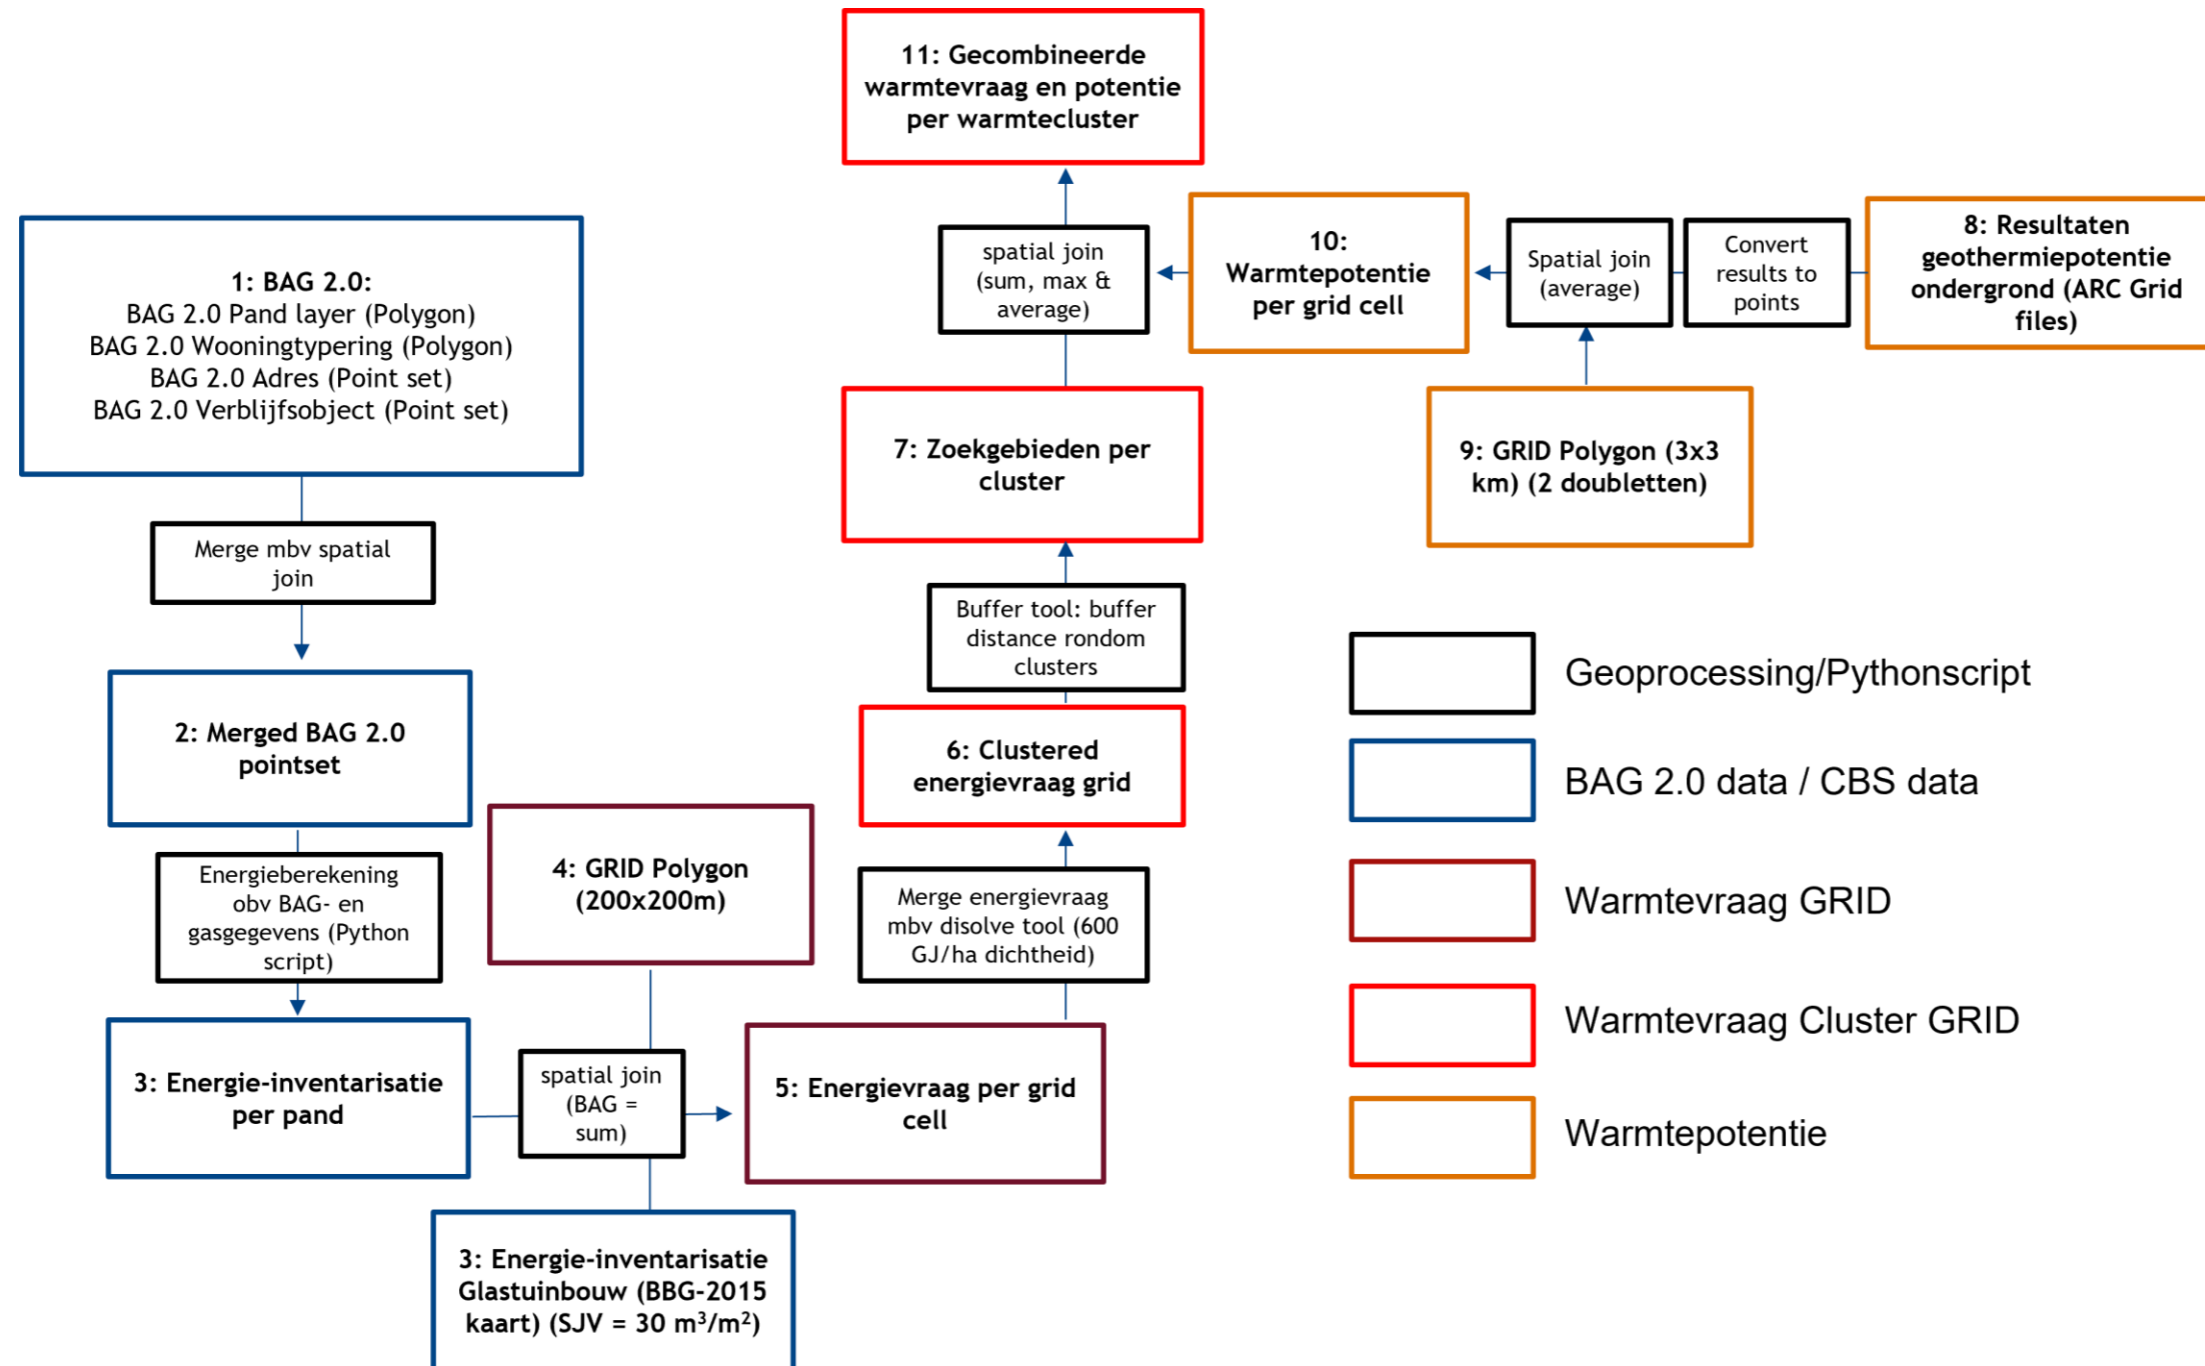 11: Gecombineerde
warmtevraag en potentie
per warmtecluster
1: BAG 2.0:
BAG 2.0 Pand layer (Polygon)
BAG 2.0 Wooningtypering (Polygon)
BAG 2.0 Adres (Point set)
BAG 2.0 Verblijfsobject (Point set)
spatial join
(sum, max &
average)
10:
Warmtepotentie
per grid cell
Spatial join
(average)
Convert
results to
points
8: Resultaten
geothermiepotentie
ondergrond (ARC Grid
files)
7: Zoekgebieden per
cluster
9: GRID Polygon (3x3
km) (2 doubletten)
Merge mbv spatial
join
Buffer tool: buffer
distance rondom
clusters
2: Merged BAG 2.0
pointset
6: Clustered
energievraag grid
Energieberekening
obv BAG- en
gasgegevens (Python
script)
4: GRID Polygon
(200x200m)
Merge energievraag
mbv disolve tool (600
GJ/ha dichtheid)
3: Energie-inventarisatie
per pand
spatial join
(BAG =
sum)
5: Energievraag per grid
cell
3: Energie-inventarisatie
Glastuinbouw (BBG-2015
kaart) (SJV = 30 m³/m²)
Geoprocessing/Pythonscript
BAG 2.0 data / CBS data
Warmtevraag GRID
Warmtevraag Cluster GRID
Warmtepotentie